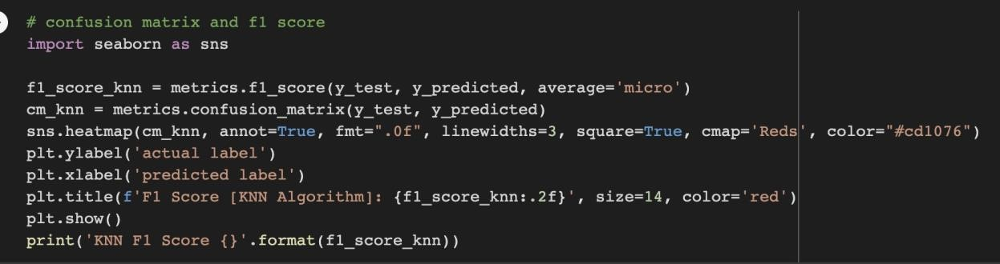 # confusion matrix and f1 score
import seaborn as sns

f1_score_knn = metrics.f1_score(y_test, y_predicted, average='micro')
cm_knn = metrics.confusion_matrix(y_test, y_predicted)
sns.heatmap(cm_knn, annot=True, fmt=".0f", linewidths=3, square=True, cmap='Reds', color="#cd1076")
plt.ylabel('actual label')
plt.xlabel('predicted label')
plt.title(f'F1 Score [KNN Algorithm]: {f1_score_knn:.2f}', size=14, color='red')
plt.show()
print('KNN F1 Score {}'.format(f1_score_knn))